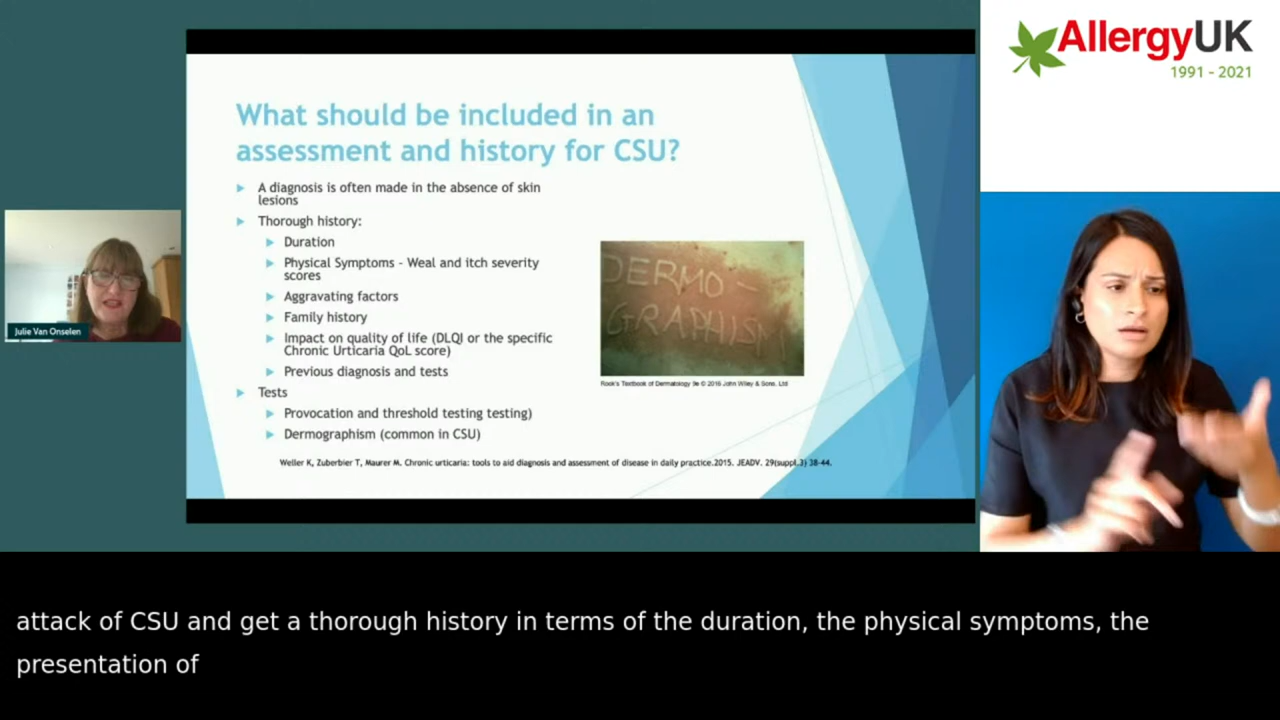 AllergyUK
1991 - 2021
What should be included in an
assessment and history for CSU?
A diagnosis is often made in the absence of skin
lesions
Thorough history:
Duration
Physical Symptoms – Weal and itch severity
scores
Aggravating factors
Family history
Impact on quality of life (DLQI) or the specific
Chronic Urticaria QoL score)
Previous diagnosis and tests
Tests
Provocation and threshold testing testing)
Dermographism (common in CSU)
DERMO -
GRAPHISM
Rook's Textbook of Dermatology 9e © 2016 John Wiley & Sons. Ltd
Weller K, Zuberbier T, Maurer M. Chronic urticaria: tools to aid diagnosis and assessment of disease in daily practice.2015. JEADV. 29(suppl.3) 38-44.
Julie Van Onselen
attack of CSU and get a thorough history in terms of the duration, the physical symptoms, the
presentation of